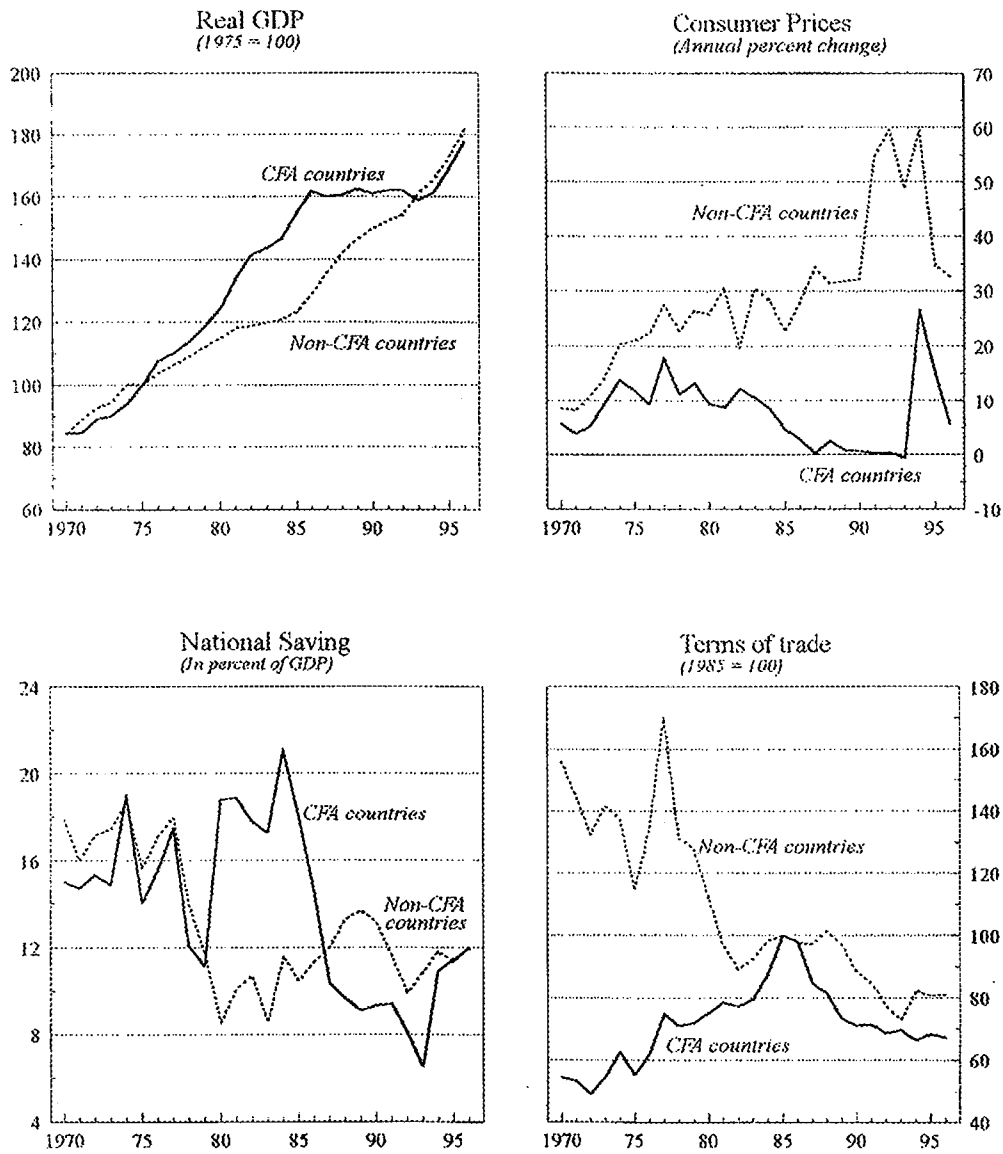 Real GDP
(1975 = 100)
200
180
160
140
120
100
80
60
CFA countries
Non-CFA countries
1970 75 80 85 90 95
Consumer Prices
(Annual percent change)
70
60
50
40
30
20
10
0
-10
Non-CFA countries
CFA countries
1970 75 80 85 90 95
National Saving
(In percent of GDP)
24
20
16
12
8
4
CFA countries
Non-CFA
countries
1970 75 80 85 90 95
Terms of trade
(1985 = 100)
180
160
140
120
100
80
60
40
Non-CFA countries
CFA countries
1970 75 80 85 90 95